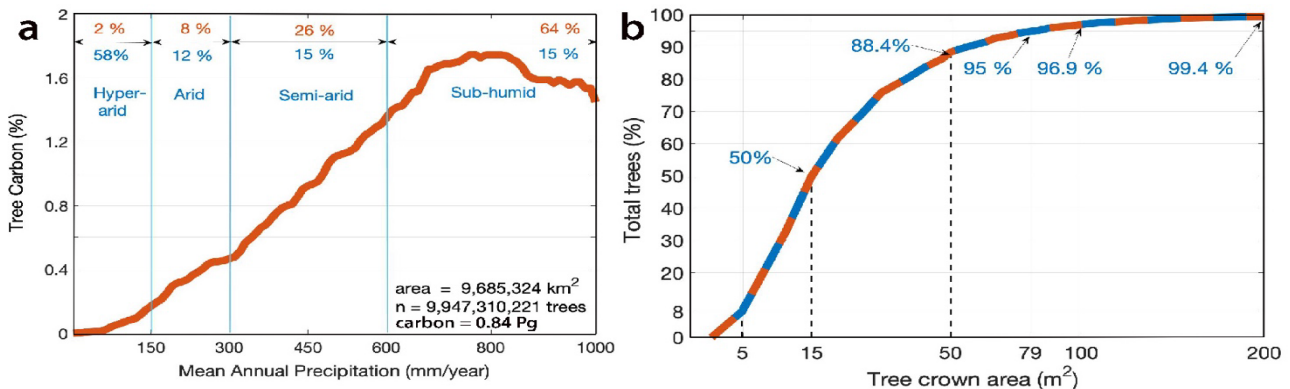 a
2 % 8 % 26 % 64 %
58% 12 % 15 % 15 %
Hyper-
arid
Arid
Semi-arid
Sub-humid
Tree Carbon (%)
2
1.6
1.2
0.8
0.4
0
area = 9,685,324 km²
n = 9,947,310,221 trees
carbon = 0.84 Pg
150 300 450 600 800 1000
Mean Annual Precipitation (mm/year)
b
Total trees (%)
100
90
80
70
60
50
40
30
20
8
0
88.4%
95 %
96.9 %
99.4 %
50%
5 15 50 79 100 200
Tree crown area (m²)